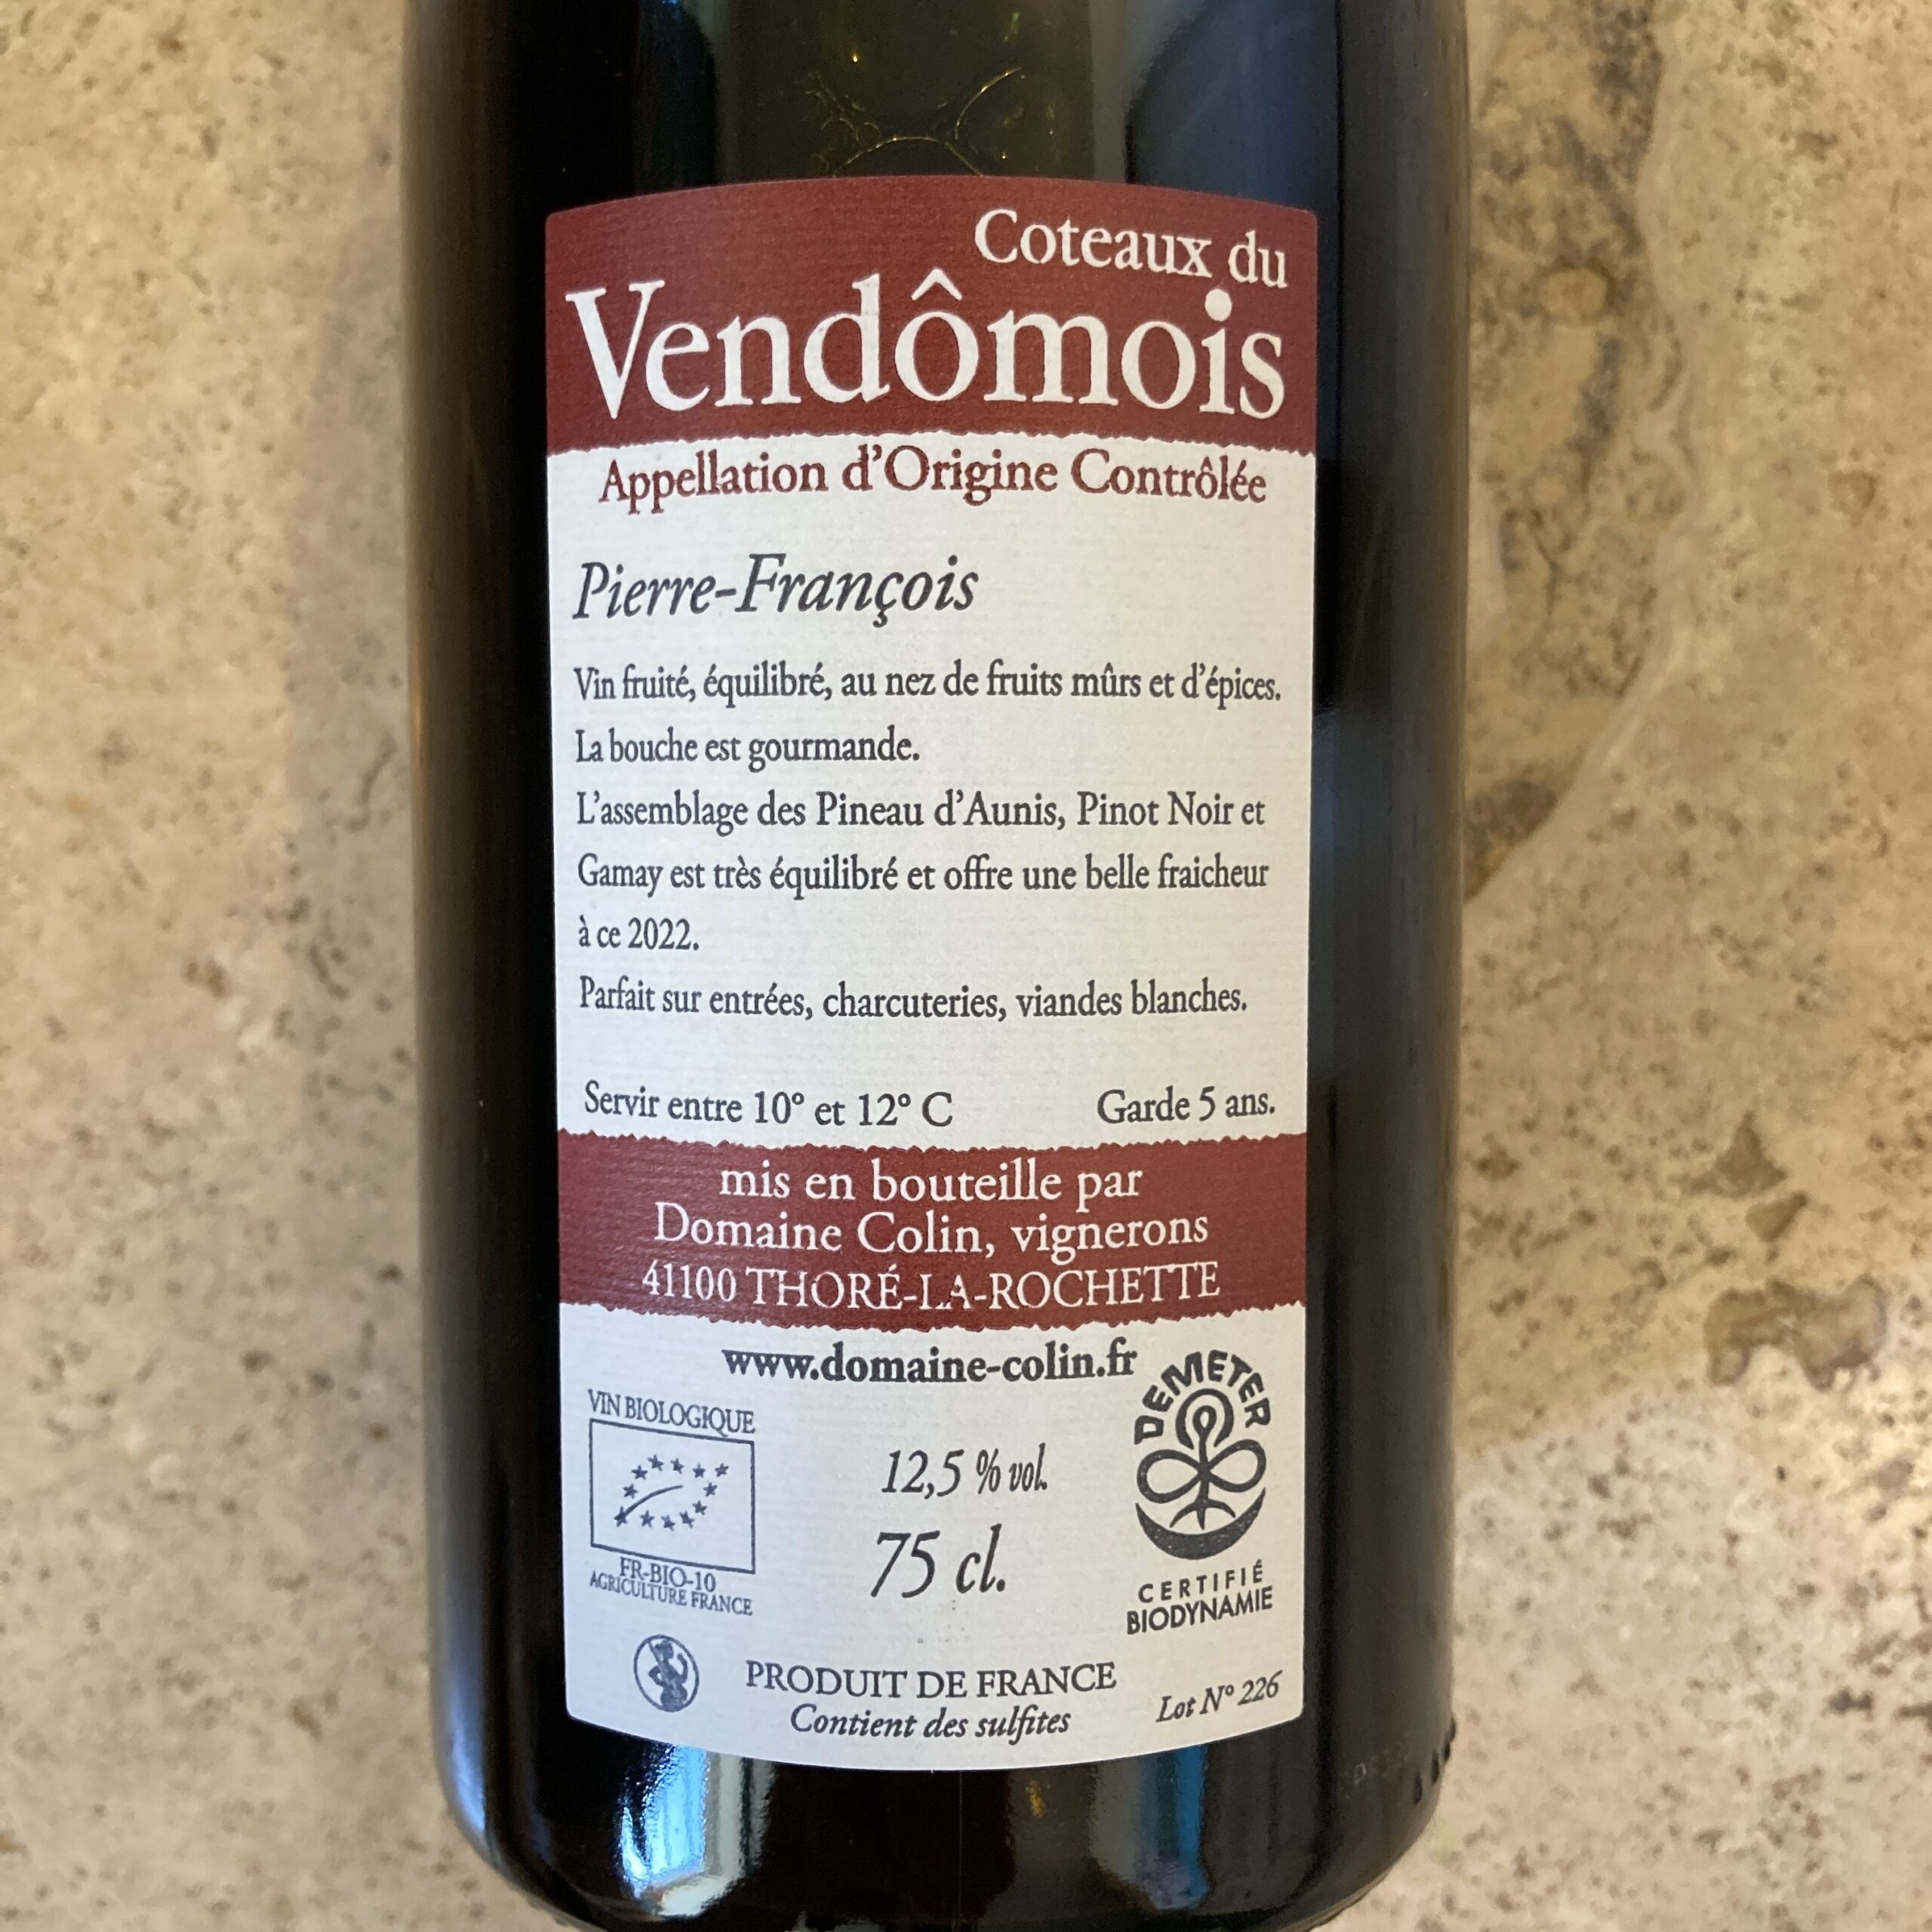 Coteaux du
Vendômois
Appellation d'Origine Contrôlée
Pierre-François
Vin fruité, équilibré, au nez de fruits mûrs et d'épices.
La bouche est gourmande.
L'assemblage des Pineau d'Aunis, Pinot Noir et
Gamay est très équilibré et offre une belle fraicheur
à ce 2022.
Parfait sur entrées, charcuteries, viandes blanches.
Servir entre 10° et 12° C Garde 5 ans.
mis en bouteille par
Domaine Colin, vignerons
41100 THORÉ-LA-ROCHETTE
www.domaine-colin.fr
VIN BIOLOGIQUE
FR-BIO-10
AGRICULTURE FRANCE
12,5 % vol.
75 cl.
DEMETER
CERTIFIÉ
BIODYNAMIE
PRODUIT DE FRANCE
Contient des sulfites
Lot N° 226